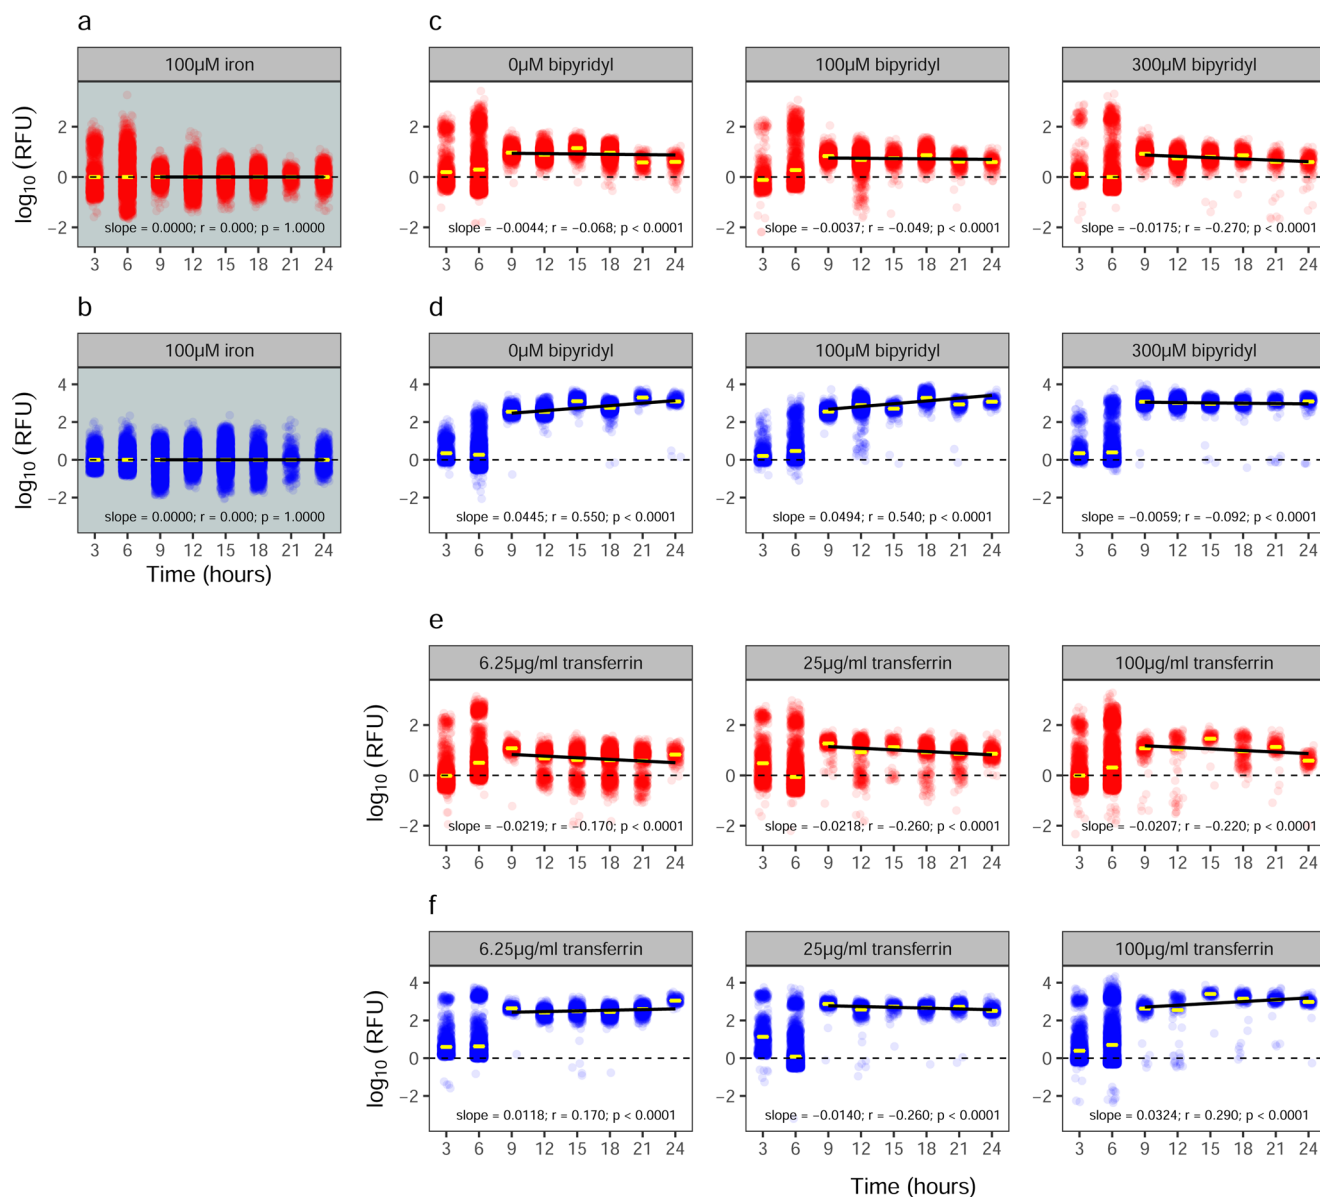 a
c
100µM iron
0µM bipyridyl
100µM bipyridyl
300µM bipyridyl
log10 (RFU)
2
0
−2
2
0
−2
2
0
−2
2
0
−2
slope = 0.0000; r = 0.000; p = 1.0000
slope = −0.0044; r = −0.068; p < 0.0001
slope = −0.0037; r = −0.049; p < 0.0001
slope = −0.0175; r = −0.270; p < 0.0001
3 6 9 12 15 18 21 24
3 6 9 12 15 18 21 24
3 6 9 12 15 18 21 24
3 6 9 12 15 18 21 24
b
d
100µM iron
0µM bipyridyl
100µM bipyridyl
300µM bipyridyl
log10 (RFU)
4
2
0
−2
4
2
0
−2
4
2
0
−2
4
2
0
−2
slope = 0.0000; r = 0.000; p = 1.0000
slope = 0.0445; r = 0.550; p < 0.0001
slope = 0.0494; r = 0.540; p < 0.0001
slope = −0.0059; r = −0.092; p < 0.0001
3 6 9 12 15 18 21 24
3 6 9 12 15 18 21 24
3 6 9 12 15 18 21 24
3 6 9 12 15 18 21 24
Time (hours)
e
6.25µg/ml transferrin
25µg/ml transferrin
100µg/ml transferrin
log10 (RFU)
2
0
−2
2
0
−2
2
0
−2
slope = −0.0219; r = −0.170; p < 0.0001
slope = −0.0218; r = −0.260; p < 0.0001
slope = −0.0207; r = −0.220; p < 0.0001
3 6 9 12 15 18 21 24
3 6 9 12 15 18 21 24
3 6 9 12 15 18 21 24
f
6.25µg/ml transferrin
25µg/ml transferrin
100µg/ml transferrin
log10 (RFU)
4
2
0
−2
4
2
0
−2
4
2
0
−2
slope = 0.0118; r = 0.170; p < 0.0001
slope = −0.0140; r = −0.260; p < 0.0001
slope = 0.0324; r = 0.290; p < 0.0001
3 6 9 12 15 18 21 24
3 6 9 12 15 18 21 24
3 6 9 12 15 18 21 24
Time (hours)